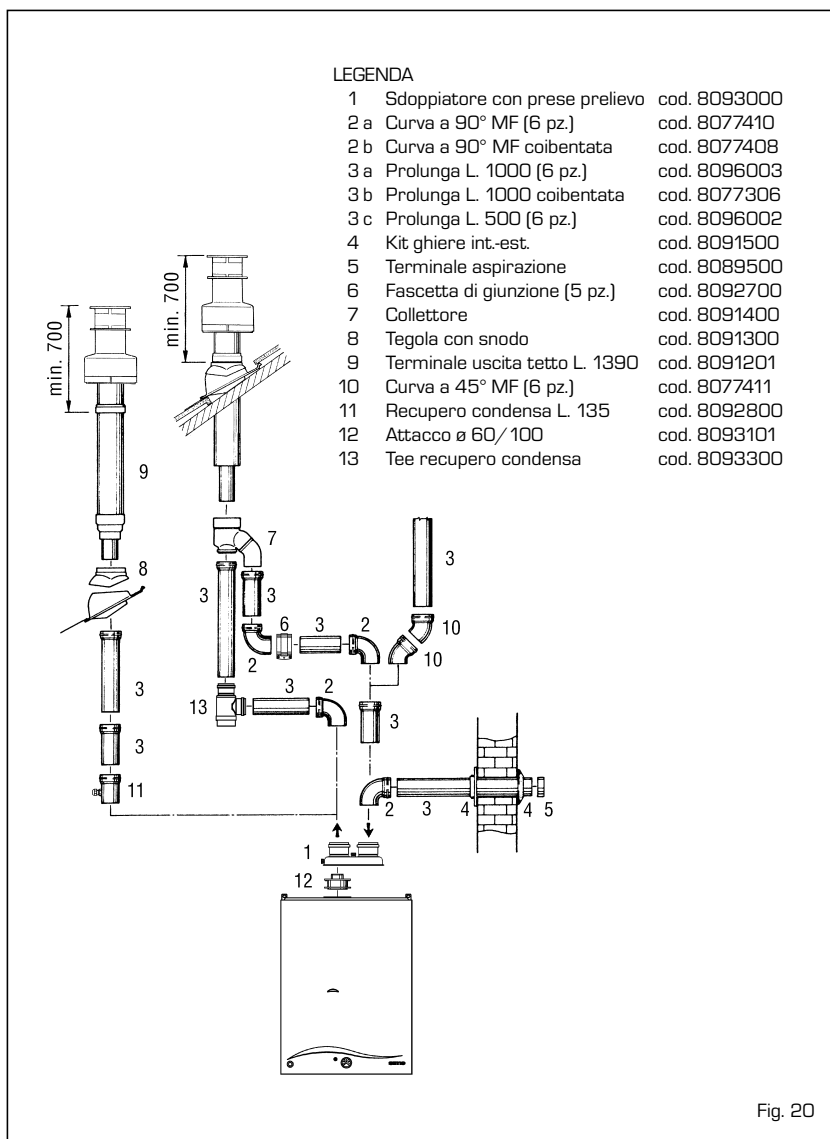 LEGENDA
1 Sdoppiatore con prese prelievo cod. 8093000
2 a Curva a 90° MF (6 pz.) cod. 8077410
2 b Curva a 90° MF coibentata cod. 8077408
3 a Prolunga L. 1000 (6 pz.) cod. 8096003
3 b Prolunga L. 1000 coibentata cod. 8077306
3 c Prolunga L. 500 (6 pz.) cod. 8096002
4 Kit ghiere int.-est. cod. 8091500
5 Terminale aspirazione cod. 8089500
6 Fascetta di giunzione (5 pz.) cod. 8092700
7 Collettore cod. 8091400
8 Tegola con snodo cod. 8091300
9 Terminale uscita tetto L. 1390 cod. 8091201
10 Curva a 45° MF (6 pz.) cod. 8077411
11 Recupero condensa L. 135 cod. 8092800
12 Attacco ø 60/100 cod. 8093101
13 Tee recupero condensa cod. 8093300
min. 700
min. 700
9
7
3
8
3
3
10
6
3
2
2
10
3
3
2
13
3
3
11
2
3
4
4
5
1
12
Fig. 20